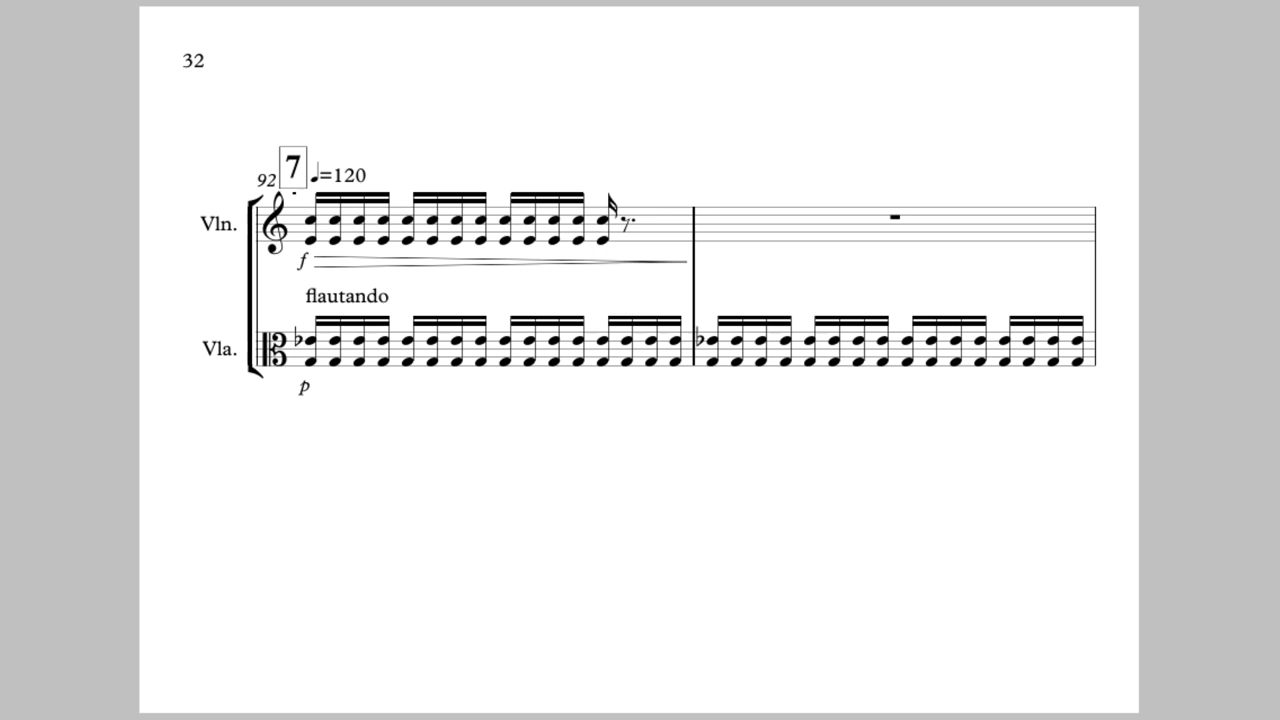 32
92 7 ♩=120
Vln.
f
flautando
Vla.
p